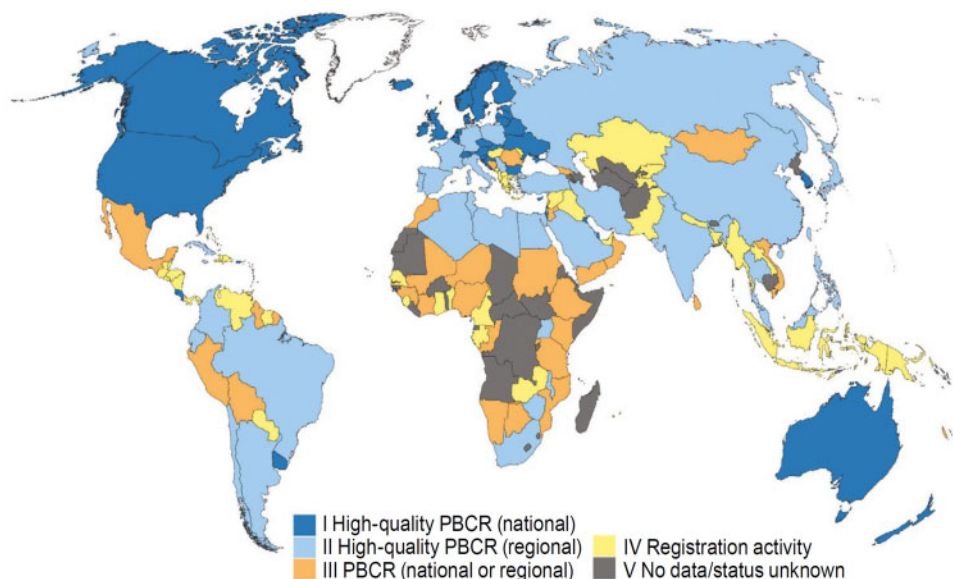 I High-quality PBCR (national)
II High-quality PBCR (regional)
III PBCR (national or regional)
IV Registration activity
V No data/status unknown